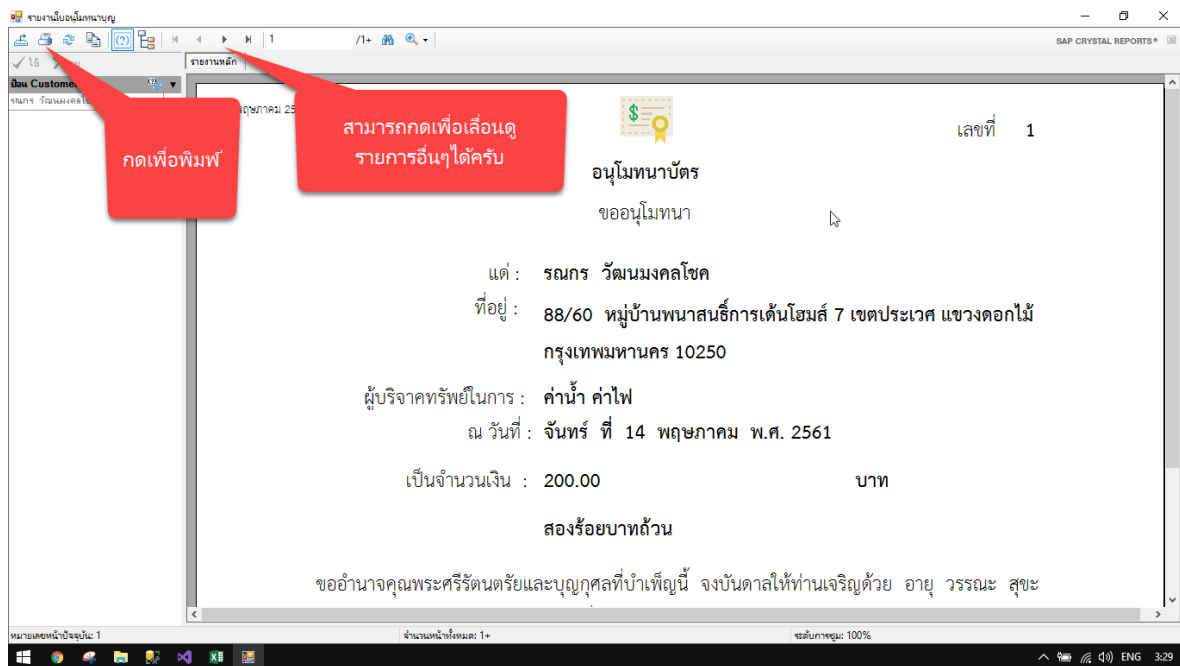 รายงานใบอนุโมทนาบุญ
1 /1+
SAP CRYSTAL REPORTS®
ใช้
รายงานหลัก
ป้อน Customer
รณกร วัฒนมงคล
พฤษภาคม 25
กดเพื่อพิมพ์
สามารถกดเพื่อเลื่อนดู
รายการอื่นๆได้ครับ
เลขที่ 1
อนุโมทนาบัตร
ขออนุโมทนา
แด่ : รณกร วัฒนมงคลโชค
ที่อยู่ : 88/60 หมู่บ้านพนาสนธิ์การเด้นโฮมส์ 7 เขตประเวศ แขวงดอกไม้
กรุงเทพมหานคร 10250
ผู้บริจาคทรัพย์ในการ : ค่าน้ำ ค่าไฟ
ณ วันที่ : จันทร์ ที่ 14 พฤษภาคม พ.ศ. 2561
เป็นจำนวนเงิน : 200.00 บาท
สองร้อยบาทถ้วน
ขออำนาจคุณพระศรีรัตนตรัยและบุญกุศลที่บำเพ็ญนี้ จงบันดาลให้ท่านเจริญด้วย อายุ วรรณะ สุขะ
หมายเลขหน้าปัจจุบัน: 1 จำนวนหน้าทั้งหมด: 1+ ระดับการซูม: 100%
ENG 3:29